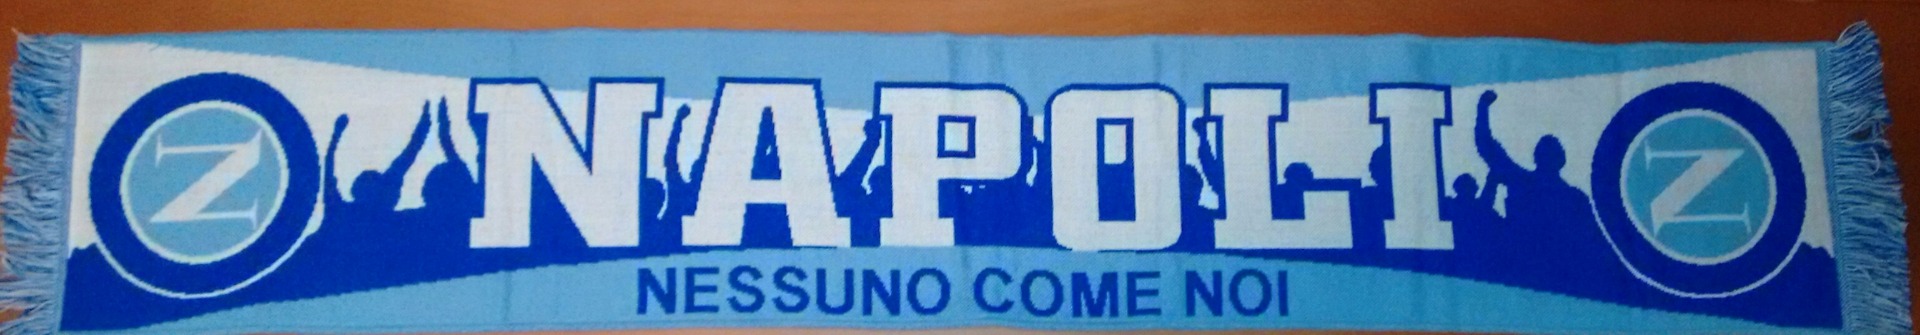 N NAPOLI N
NESSUNO COME NOI